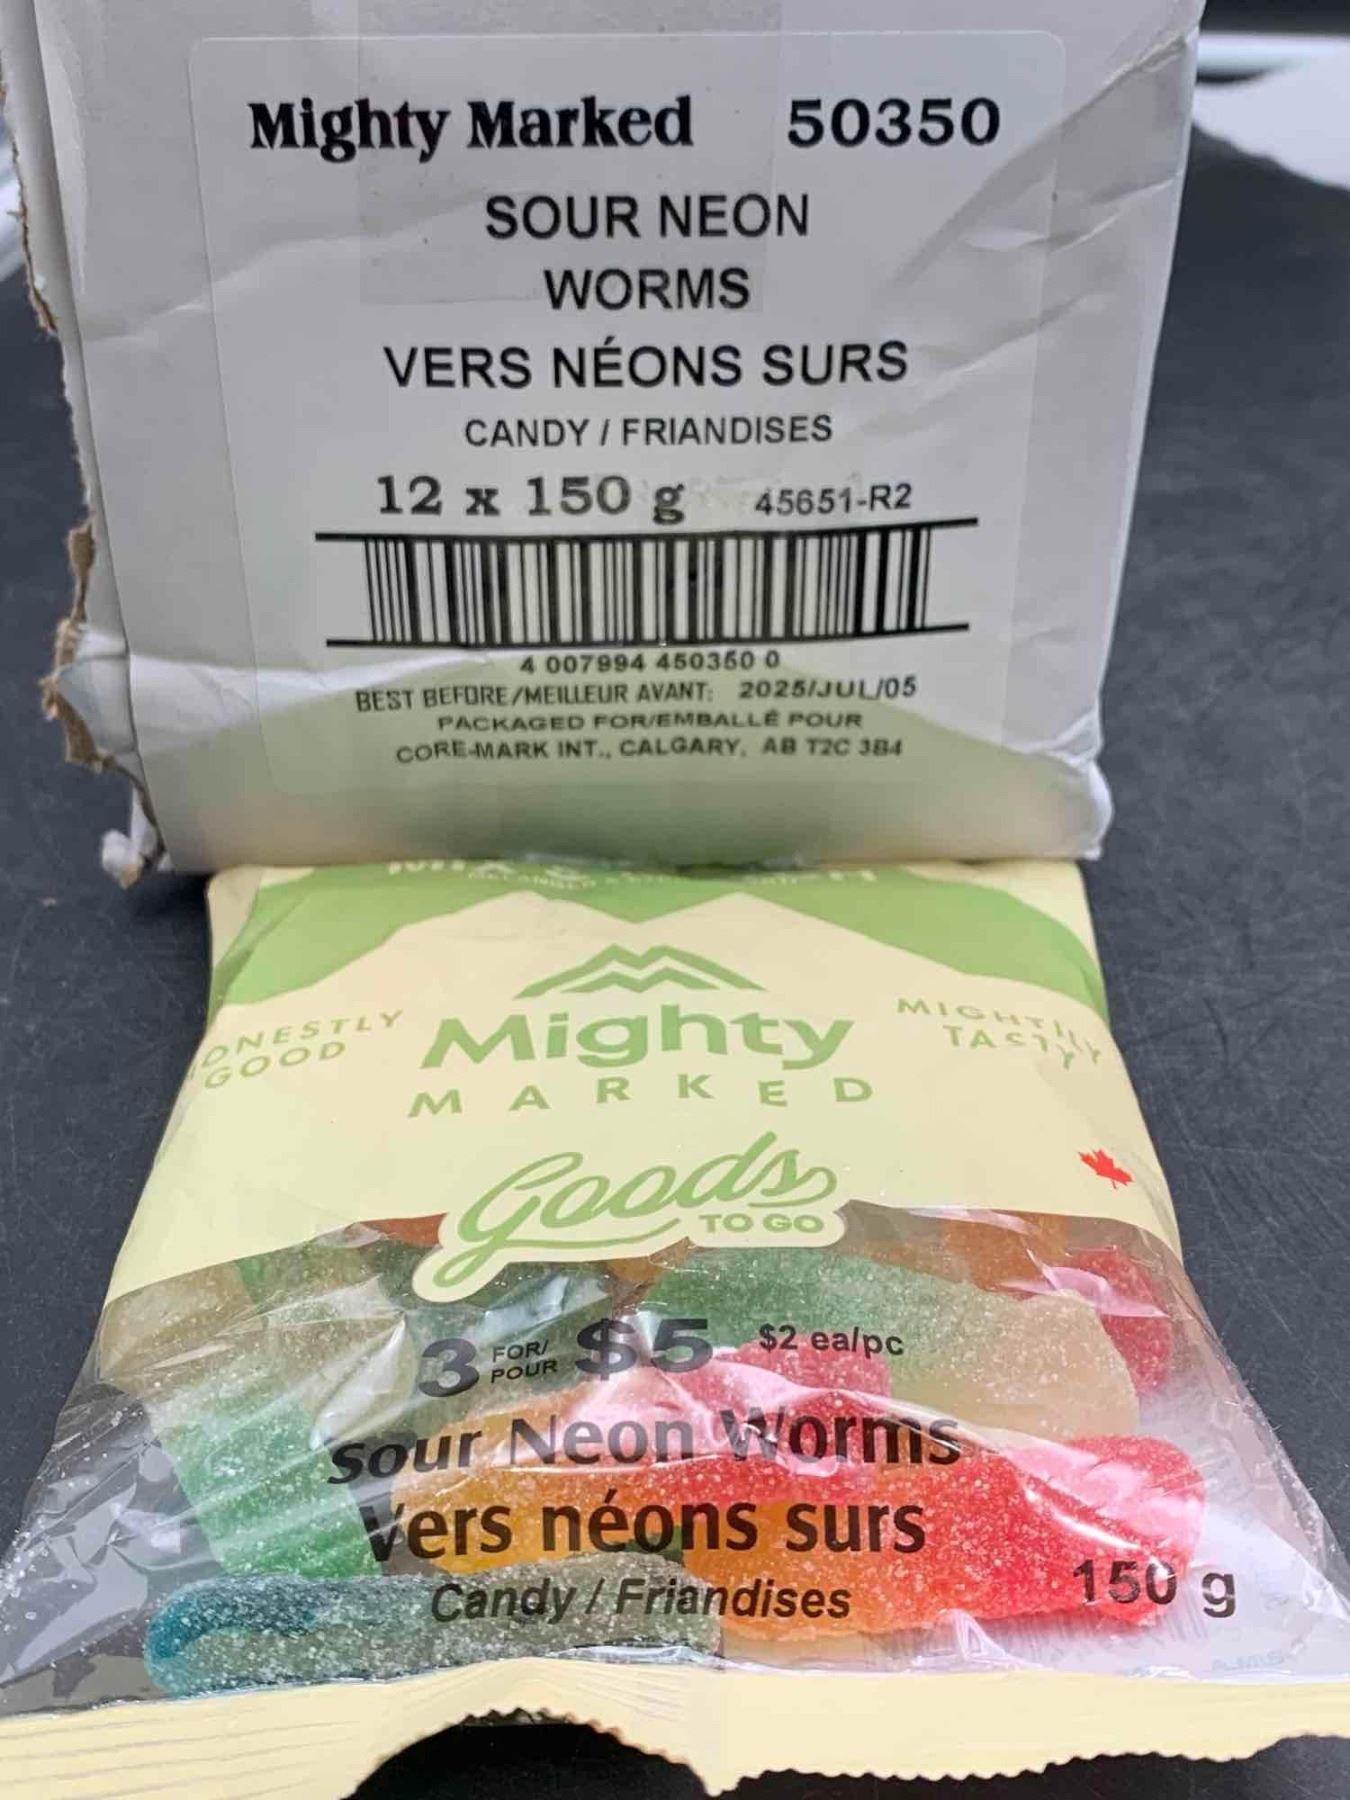 Mighty Marked 50350
SOUR NEON
WORMS
VERS NÉONS SURS
CANDY / FRIANDISES
12 x 150 g 45651-R2
4 007994 450350 0
BEST BEFORE/MEILLEUR AVANT: 2025/JUL/05
PACKAGED FOR/EMBALLÉ POUR
CORE-MARK INT., CALGARY, AB T2C 3B4
GOOD
Mighty
MARKED
MIGHTILY
TASTY
Goods
TO GO
3 FOR/ POUR $5 $2 ea/pc
Sour Neon Worms
Vers néons surs
Candy / Friandises
150 g